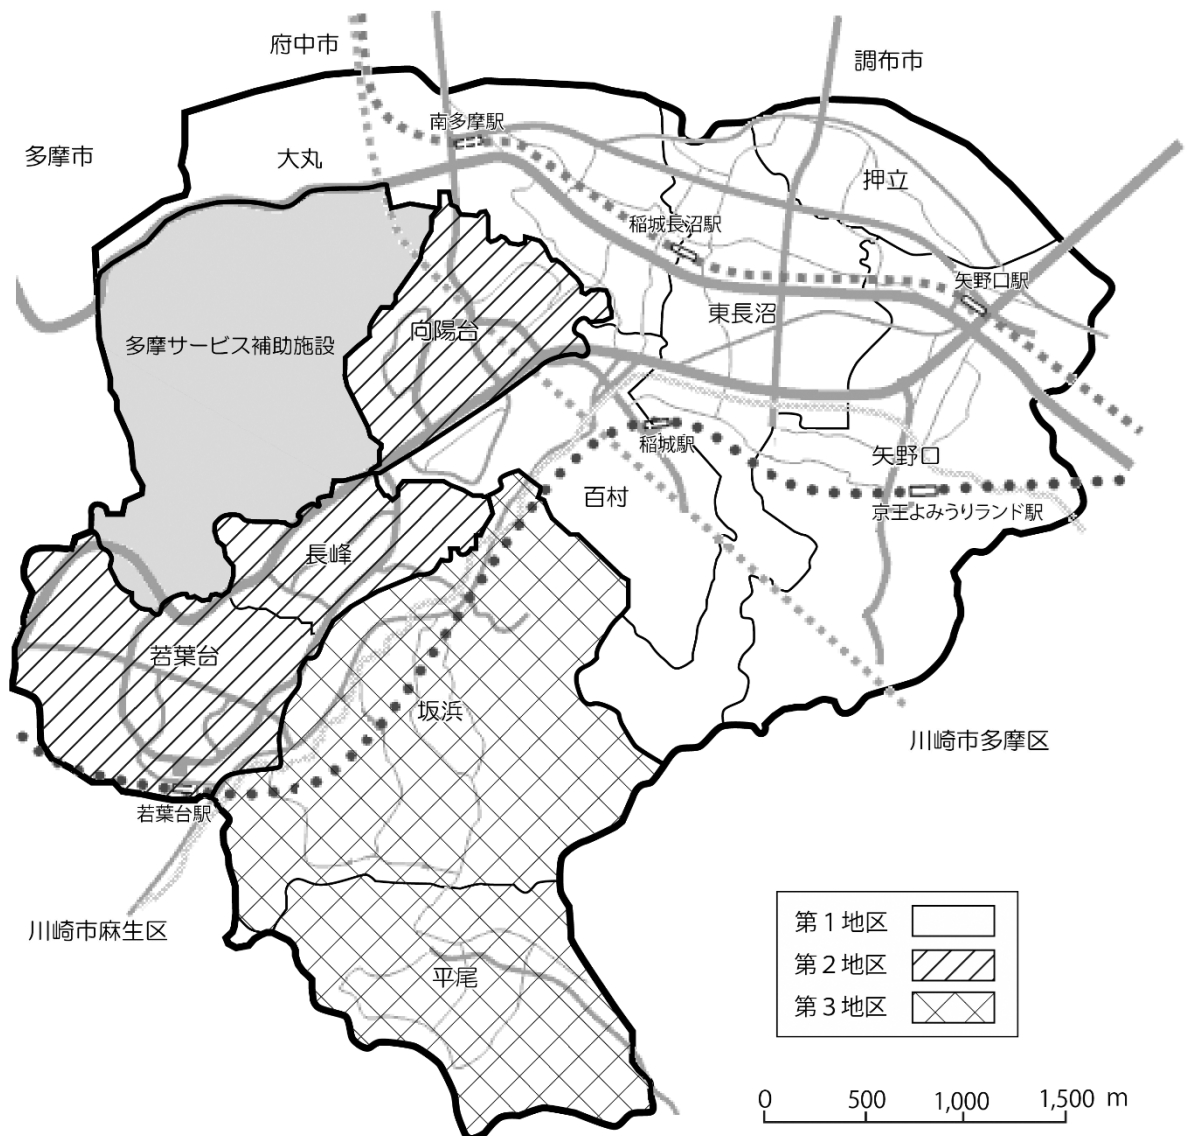 府中市
調布市
南多摩駅
多摩市
大丸
押立
稲城長沼駅
矢野口駅
東長沼
向陽台
多摩サービス補助施設
稲城駅
矢野口
百村
京王よみうりランド駅
長峰
若葉台
坂浜
川崎市多摩区
若葉台駅
川崎市麻生区
平尾
第1地区
第2地区
第3地区
0 500 1,000 1,500 m